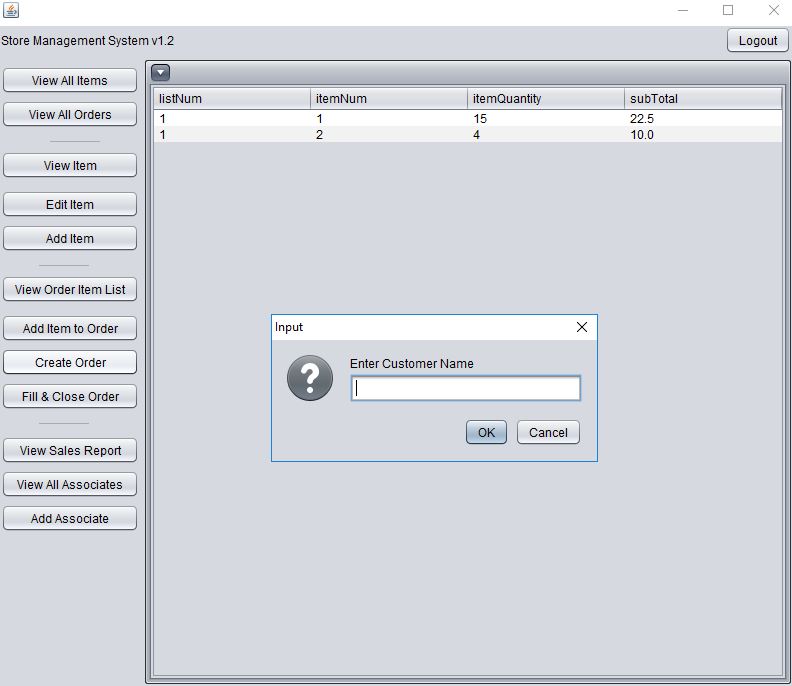 Store Management System v1.2
Logout
View All Items
View All Orders
View Item
Edit Item
Add Item
View Order Item List
Add Item to Order
Create Order
Fill & Close Order
View Sales Report
View All Associates
Add Associate
listNum itemNum itemQuantity subTotal
1 1 15 22.5
1 2 4 10.0
Input
?
Enter Customer Name
OK Cancel